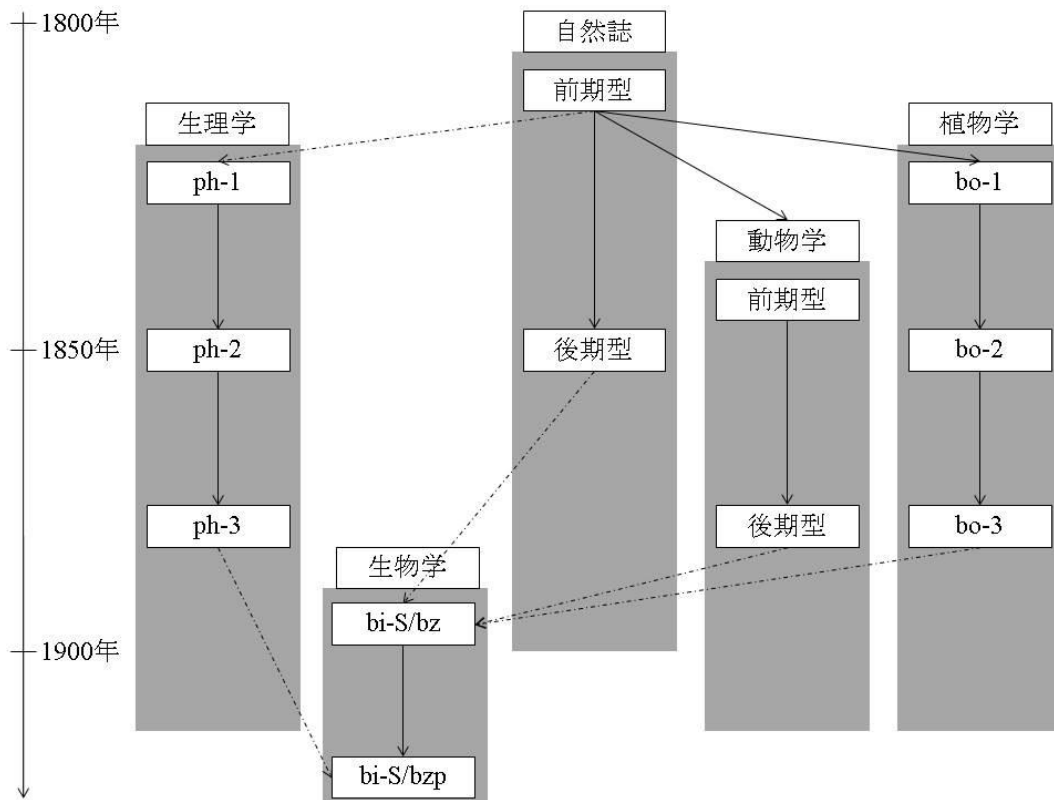 1800年
自然誌
前期型
生理学
植物学
ph-1
bo-1
動物学
前期型
1850年
ph-2
後期型
bo-2
ph-3
後期型
bo-3
生物学
bi-S/bz
1900年
bi-S/bzp